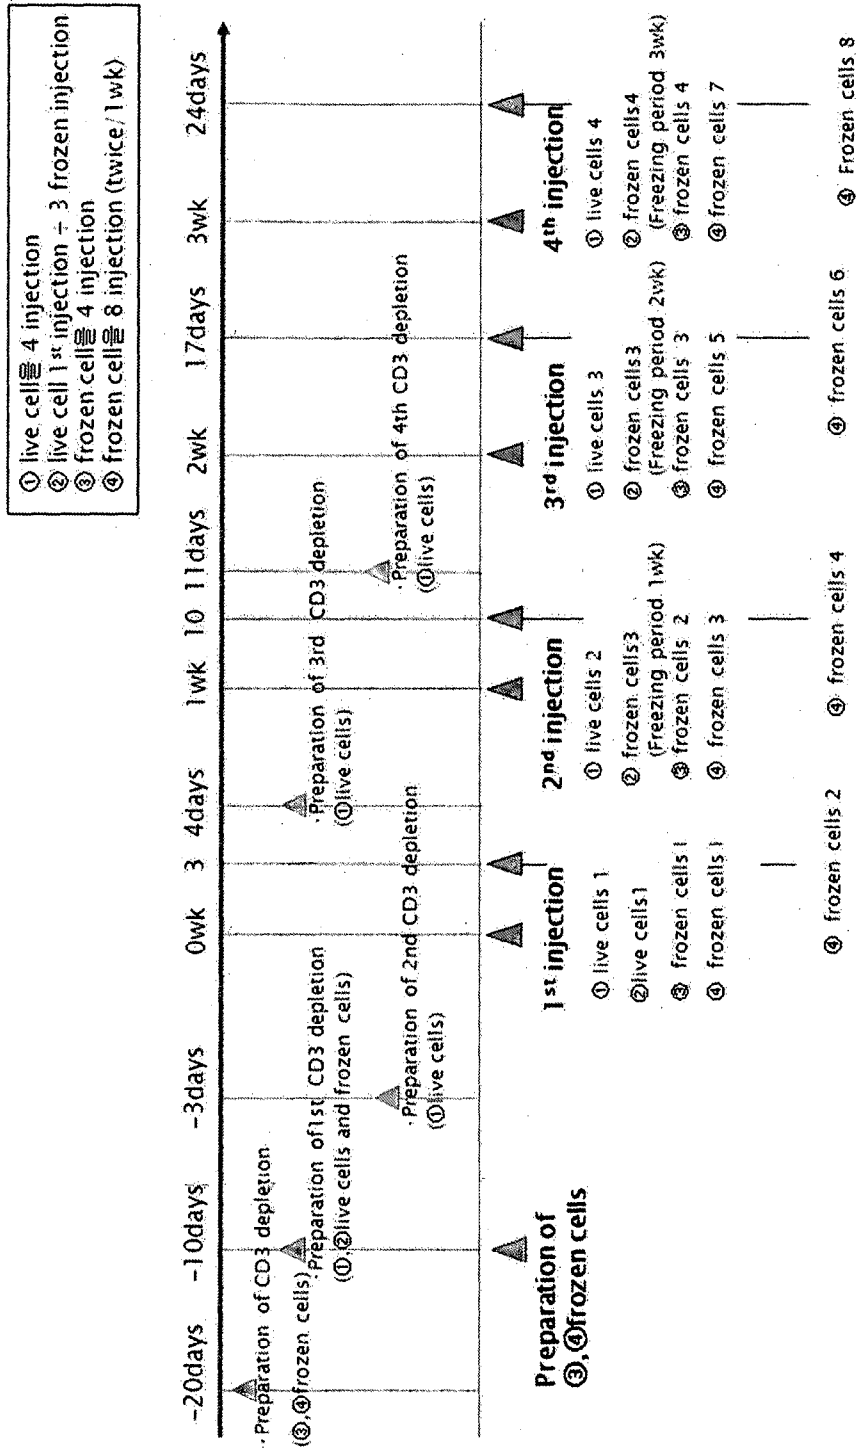 ① live cell을 4 injection
② live cell 1st injection + 3 frozen injection
③ frozen cell을 4 injection
④ frozen cell을 8 injection (twice/1wk)
-20days
-10days
-3days
0wk
3
4days
1wk
10
11days
2wk
17days
3wk
24days
·Preparation of CD3 depletion
(③,④frozen cells)
·Preparation of1st CD3 depletion
(①,②live cells and frozen cells)
·Preparation of 2nd CD3 depletion
(①live cells)
·Preparation of 3rd CD3 depletion
(①live cells)
·Preparation of 4th CD3 depletion
(①live cells)
Preparation of
③,④frozen cells
1st injection
① live cells 1
②live cells1
③ frozen cells1
④ frozen cells1
④ frozen cells 2
2nd injection
① live cells 2
② frozen cells3
(Freezing period 1wk)
③ frozen cells 2
④ frozen cells 3
④ frozen cells 4
3rd injection
① live cells 3
② frozen cells3
(Freezing period 2wk)
③ frozen cells 3
④ frozen cells 5
④ frozen cells 6
4th injection
① live cells 4
② frozen cells4
(Freezing period 3wk)
③ frozen cells 4
④ frozen cells 7
④ Frozen cells 8